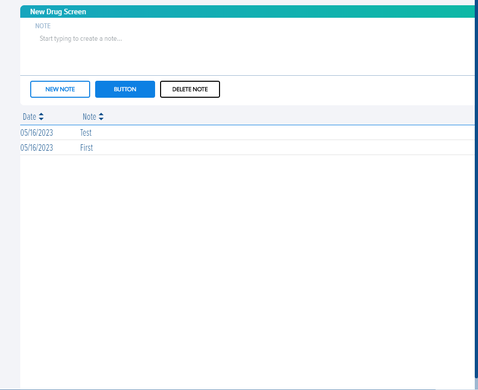 New Drug Screen
NOTE
Start typing to create a note...
NEW NOTE BUTTON DELETE NOTE
Date Note
05/16/2023 Test
05/16/2023 First